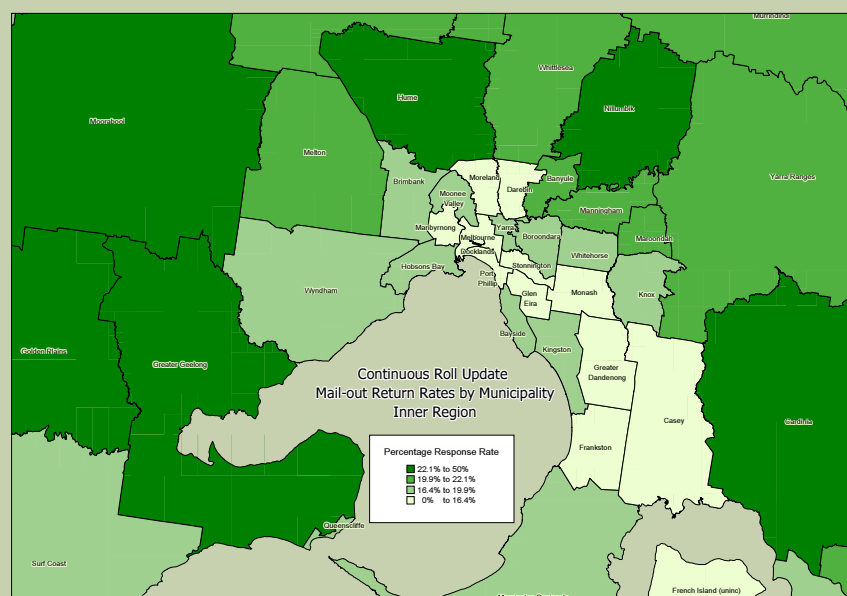 Murrindindi
Whittlesea
Hume
Nillumbik
Moorabool
Melton
Yarra Ranges
Brimbank
Moreland
Darebin
Banyule
Moonee
Valley
Manningham
Maribyrnong
Melbourne
Yarra
Boroondara
Maroondah
Docklands
Whitehorse
Hobsons Bay
Stonnington
Port
Phillip
Wyndham
Glen
Eira
Monash
Knox
Bayside
Kingston
Golden Plains
Greater Geelong
Greater
Dandenong
Continuous Roll Update
Mail-out Return Rates by Municipality
Inner Region
Casey
Cardinia
Frankston
Percentage Response Rate
22.1% to 50%
19.9% to 22.1%
16.4% to 19.9%
0% to 16.4%
Queenscliffe
Surf Coast
French Island (uninc)